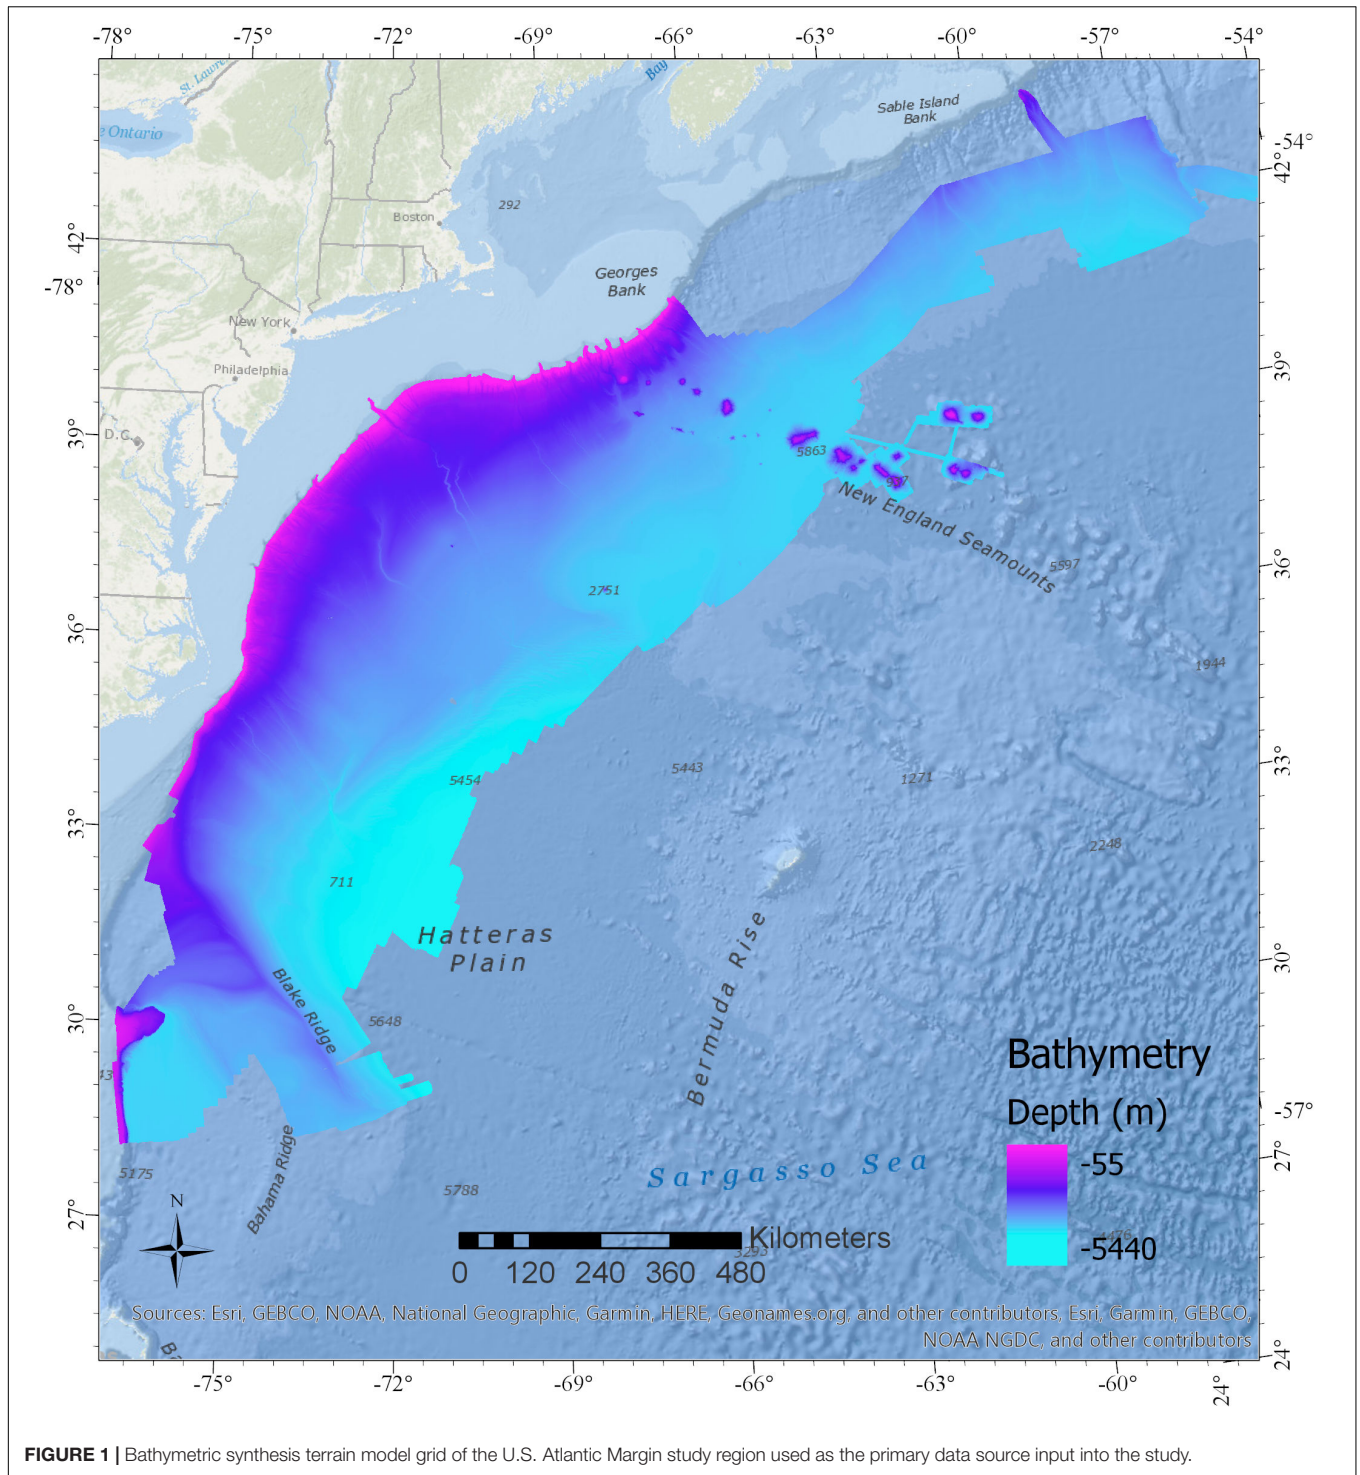 -78° -75° -72° -69° -66° -63° -60° -57° -54°
St. Lawre
Bay
Sable Island
Bank
e Ontario
-54°
42°
292
Boston
42°
Georges
Bank
-78°
New York
Philadelphia
39°
D.C.
39°
5863
New England Seamounts
5597
36°
2751
36°
1944
5443
5454
1271
33°
33°
2248
711
Hatteras
Plain
Bermuda Rise
30°
Blake Ridge
5648
30°
43
Bathymetry
Depth (m)
-57°
-55
-5440
Bahama Ridge
Sargasso Sea
27°
5175
5788
N
27°
4476
Kilometers
3293
0 120 240 360 480
Sources: Esri, GEBCO, NOAA, National Geographic, Garmin, HERE, Geonames.org, and other contributors, Esri, Garmin, GEBCO,
NOAA NGDC, and other contributors
24°
-75° -72° -69° -66° -63° -60° 24°
FIGURE 1 | Bathymetric synthesis terrain model grid of the U.S. Atlantic Margin study region used as the primary data source input into the study.